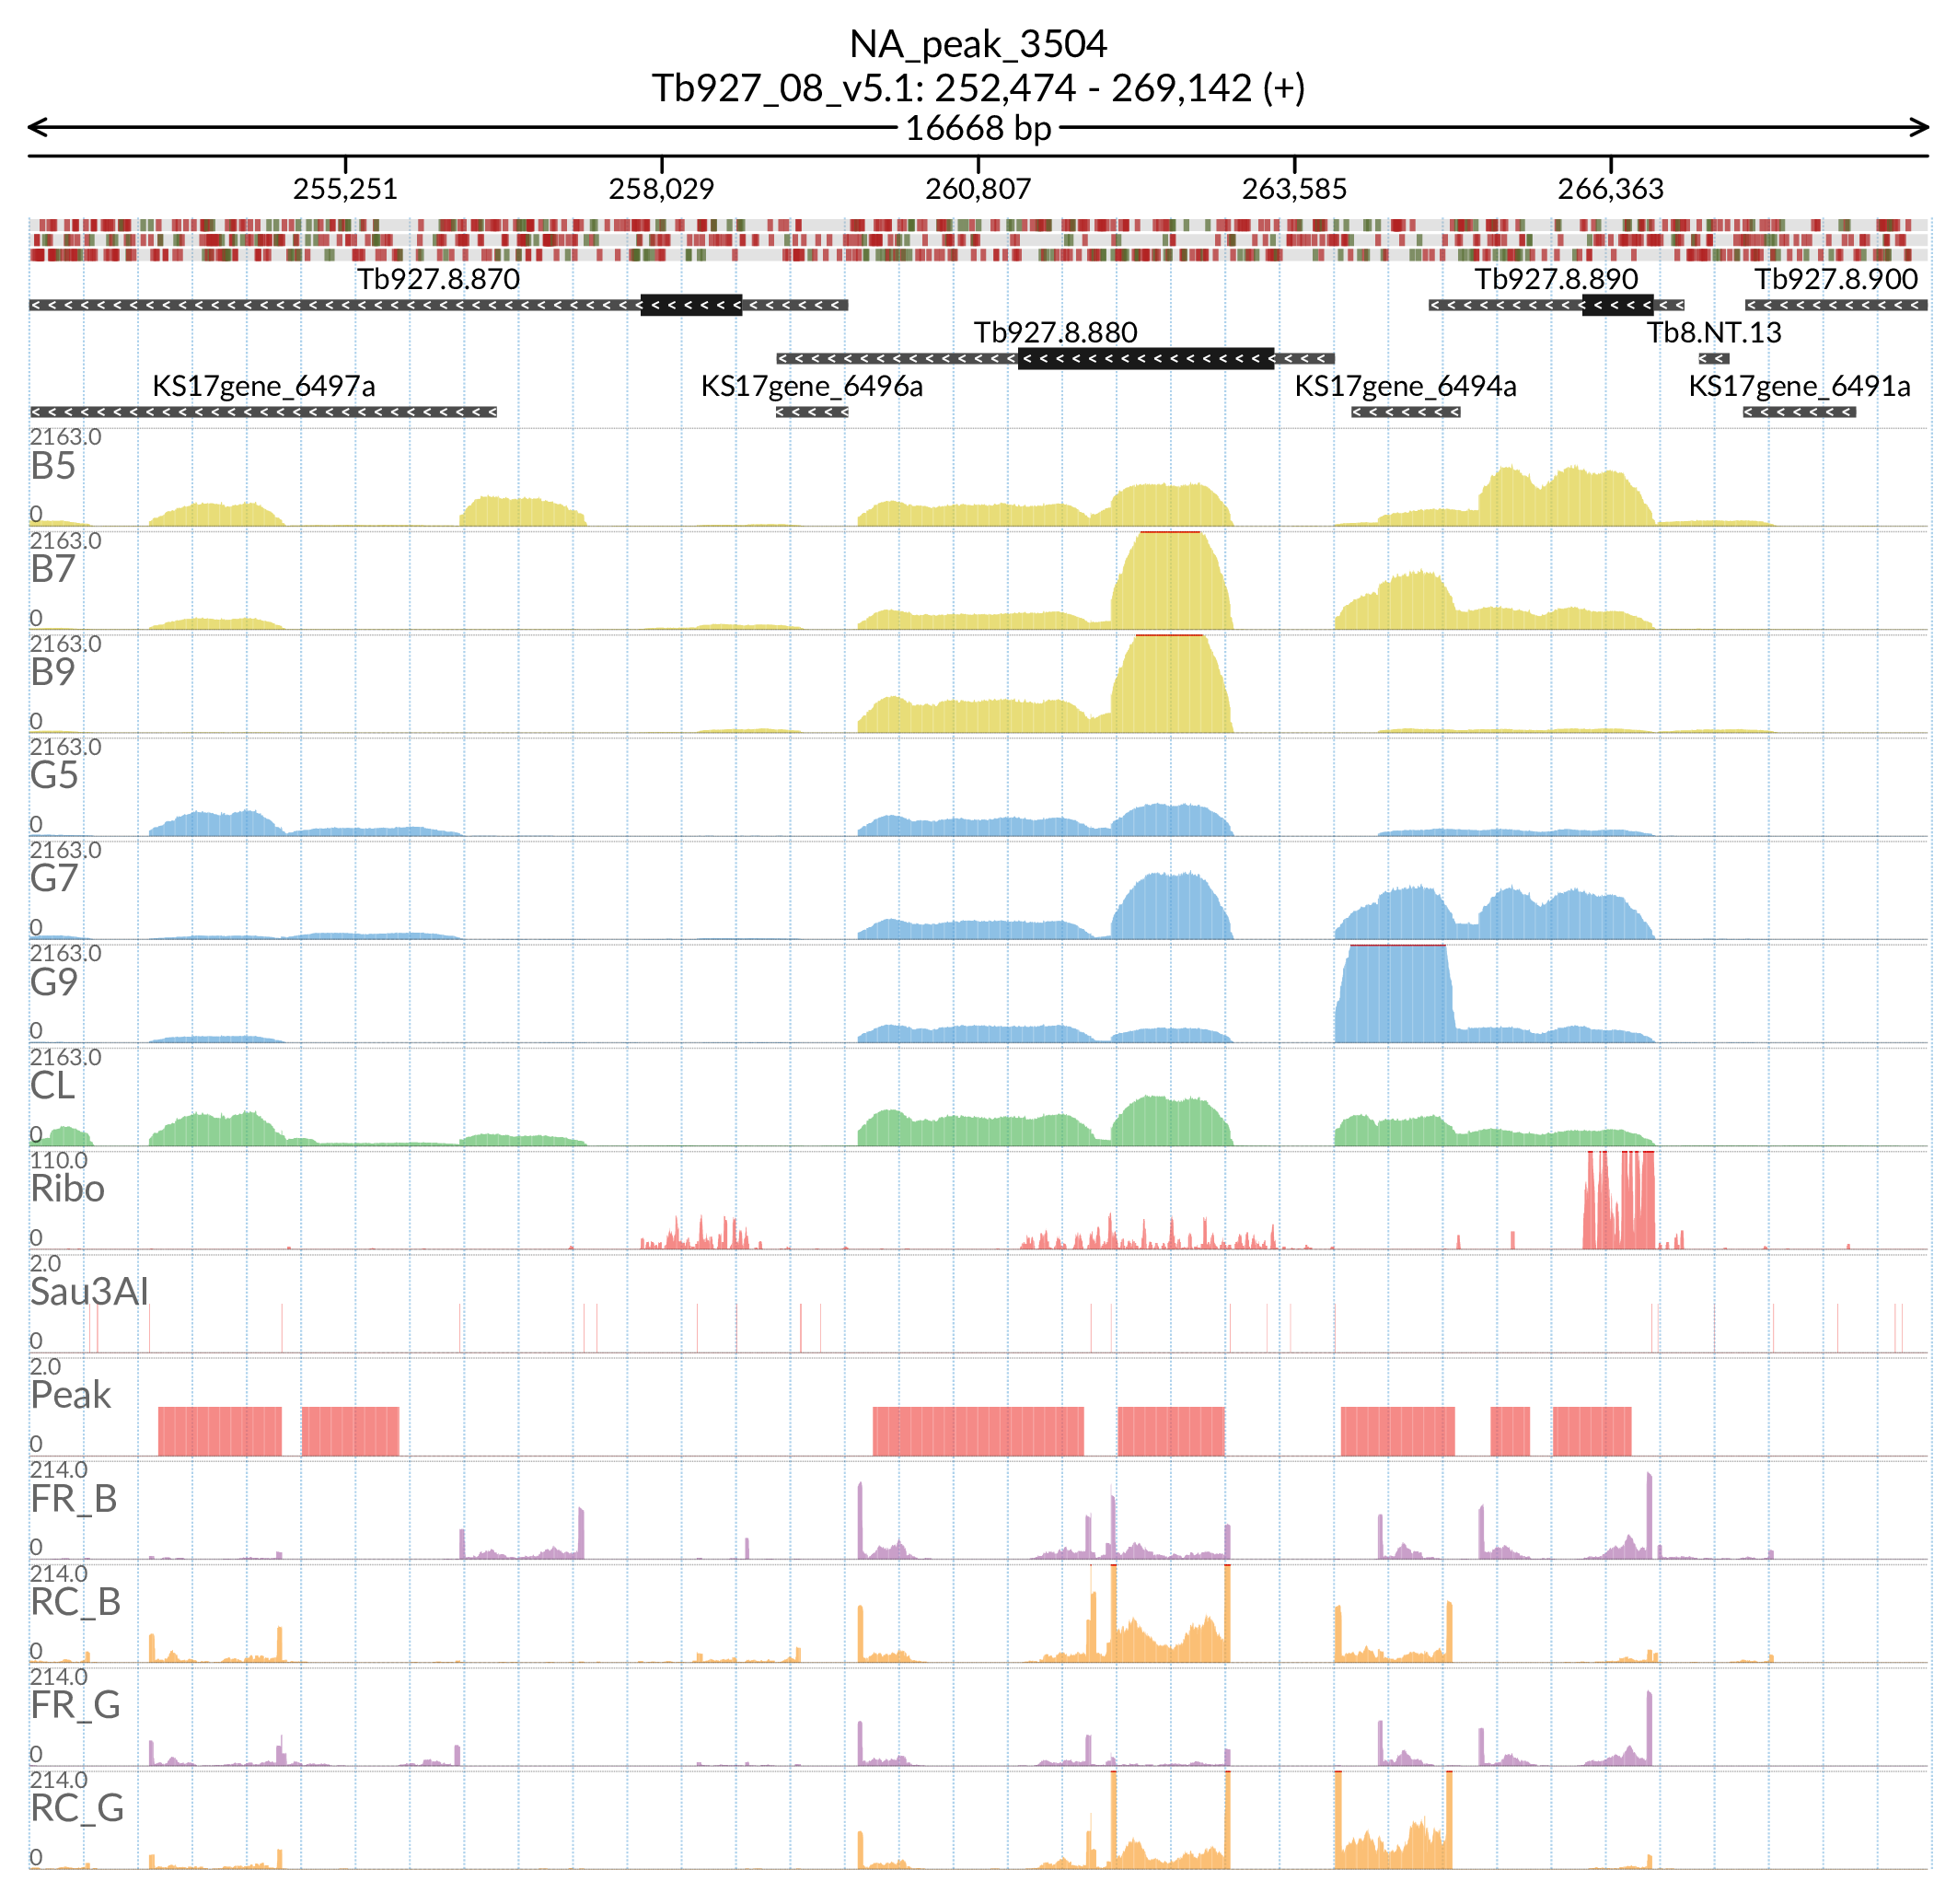 NA_peak_3504
Tb927_08_v5.1: 252,474 - 269,142 (+)
16668 bp
255,251 258,029 260,807 263,585 266,363
Tb927.8.870 Tb927.8.890 Tb927.8.900
Tb927.8.880 Tb8.NT.13
KS17gene_6497a KS17gene_6496a KS17gene_6494a KS17gene_6491a
2163.0
B5
0
2163.0
B7
0
2163.0
B9
0
2163.0
G5
0
2163.0
G7
0
2163.0
G9
0
2163.0
CL
0
110.0
Ribo
0
2.0
Sau3AI
0
2.0
Peak
0
214.0
FR_B
0
214.0
RC_B
0
214.0
FR_G
0
214.0
RC_G
0